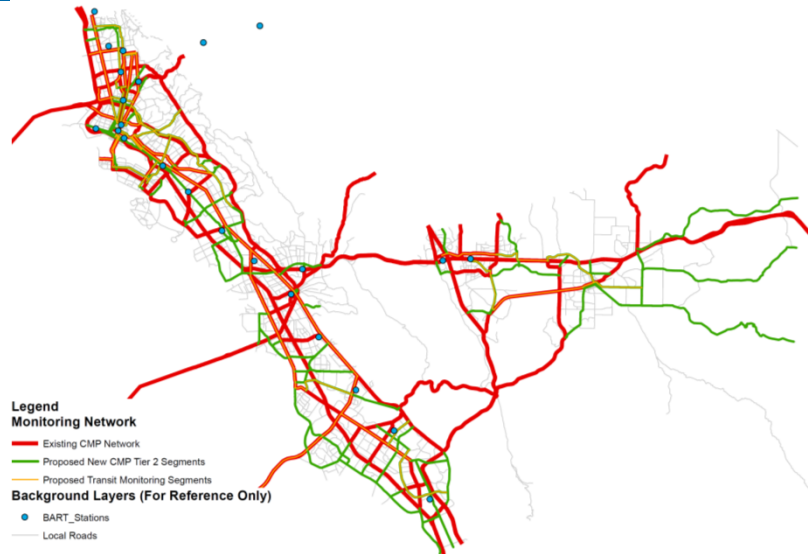 Legend
Monitoring Network
Existing CMP Network
Proposed New CMP Tier 2 Segments
Proposed Transit Monitoring Segments
Background Layers (For Reference Only)
BART_Stations
Local Roads